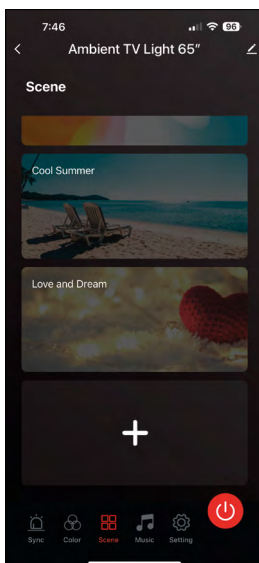 7:46
96
Ambient TV Light 65"
Scene
Cool Summer
Love and Dream
Sync Color Scene Music Setting